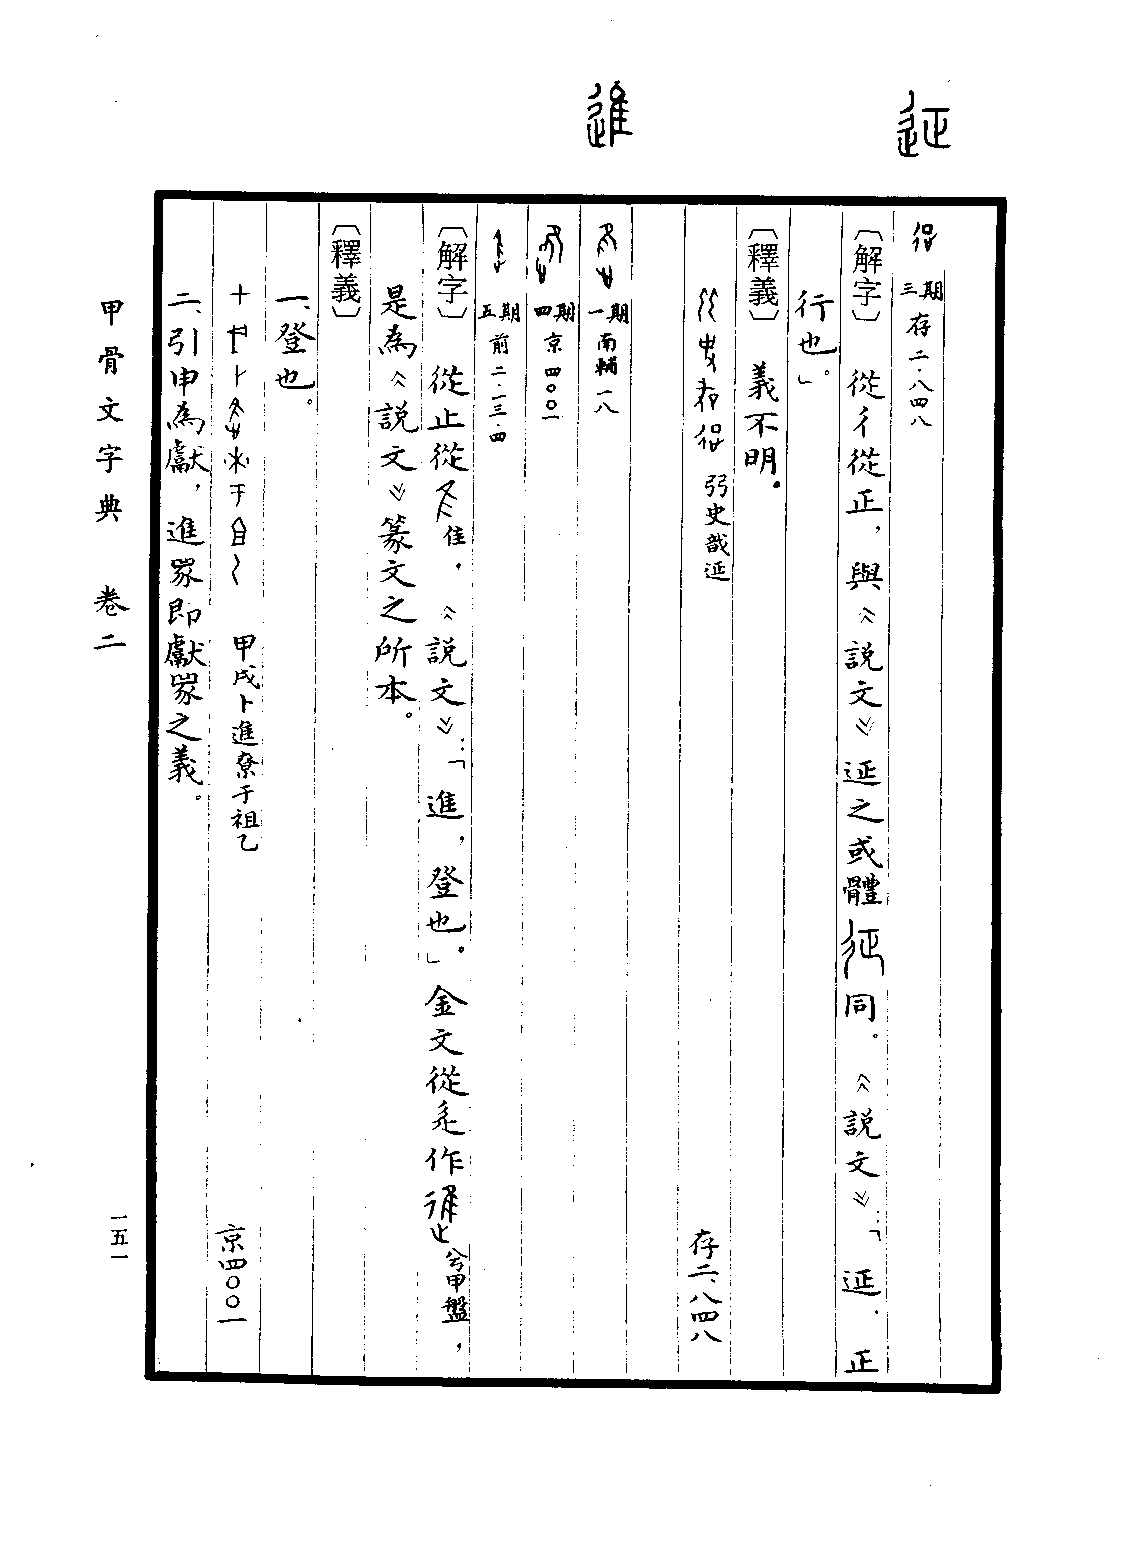 延
進
三期 存二·八四八
〔解字〕 從彳從正，與《說文》延之或體征同。《說文》：「延，正
行也。」
〔釋義〕 義不明。
弜史哉延 存二、八四八
一期 南輔一八
四期 京四〇〇一
五期 前二·一三·四
〔解字〕 從止從隹，《說文》：「進，登也。」金文從辵作 兮甲盤，
是為《說文》篆文之所本。
〔釋義〕
一、登也。
甲戌卜進尞于祖乙 京四〇〇一
二、引申為獻，進豕即獻豕之義。
甲骨文字典 卷二
一五一